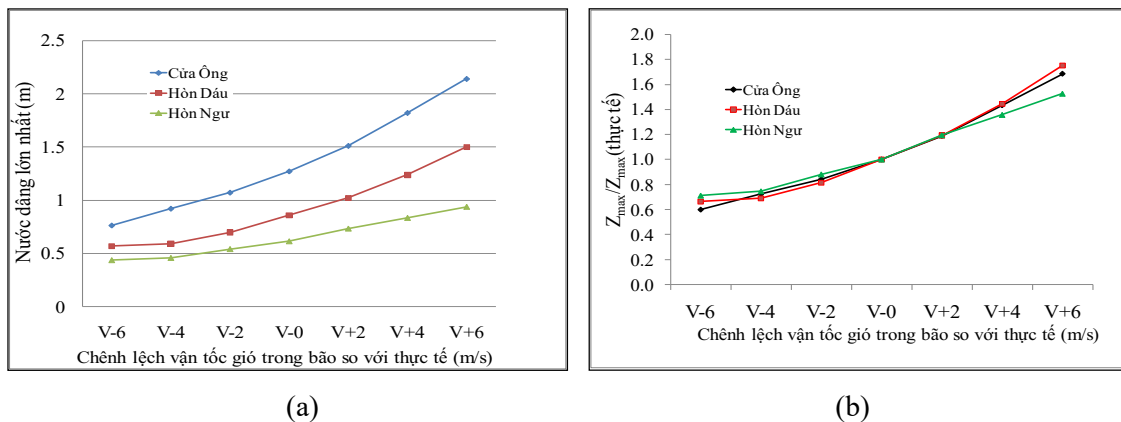 Nước dâng lớn nhất (m)
2.5
2
1.5
1
0.5
0
Cửa Ông
Hòn Dáu
Hòn Ngư
V-6 V-4 V-2 V-0 V+2 V+4 V+6
Chênh lệch vận tốc gió trong bão so với thực tế (m/s)
(a)
Zmax/Zmax(thực tế)
2.0
1.8
1.6
1.4
1.2
1.0
0.8
0.6
0.4
0.2
0.0
Cửa Ông
Hòn Dáu
Hòn Ngư
V-6 V-4 V-2 V-0 V+2 V+4 V+6
Chênh lệch vận tốc gió trong bão so với thực tế (m/s)
(b)